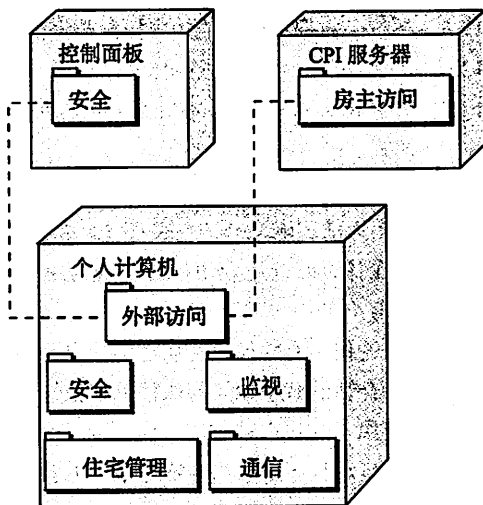 控制面板
安全
CPI 服务器
房主访问
个人计算机
外部访问
安全
监视
住宅管理
通信